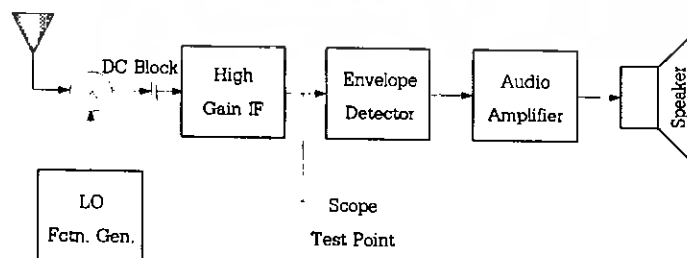 DC Block
High
Gain IF
Envelope
Detector
Audio
Amplifier
Speaker
LO
Fctn. Gen.
Scope
Test Point